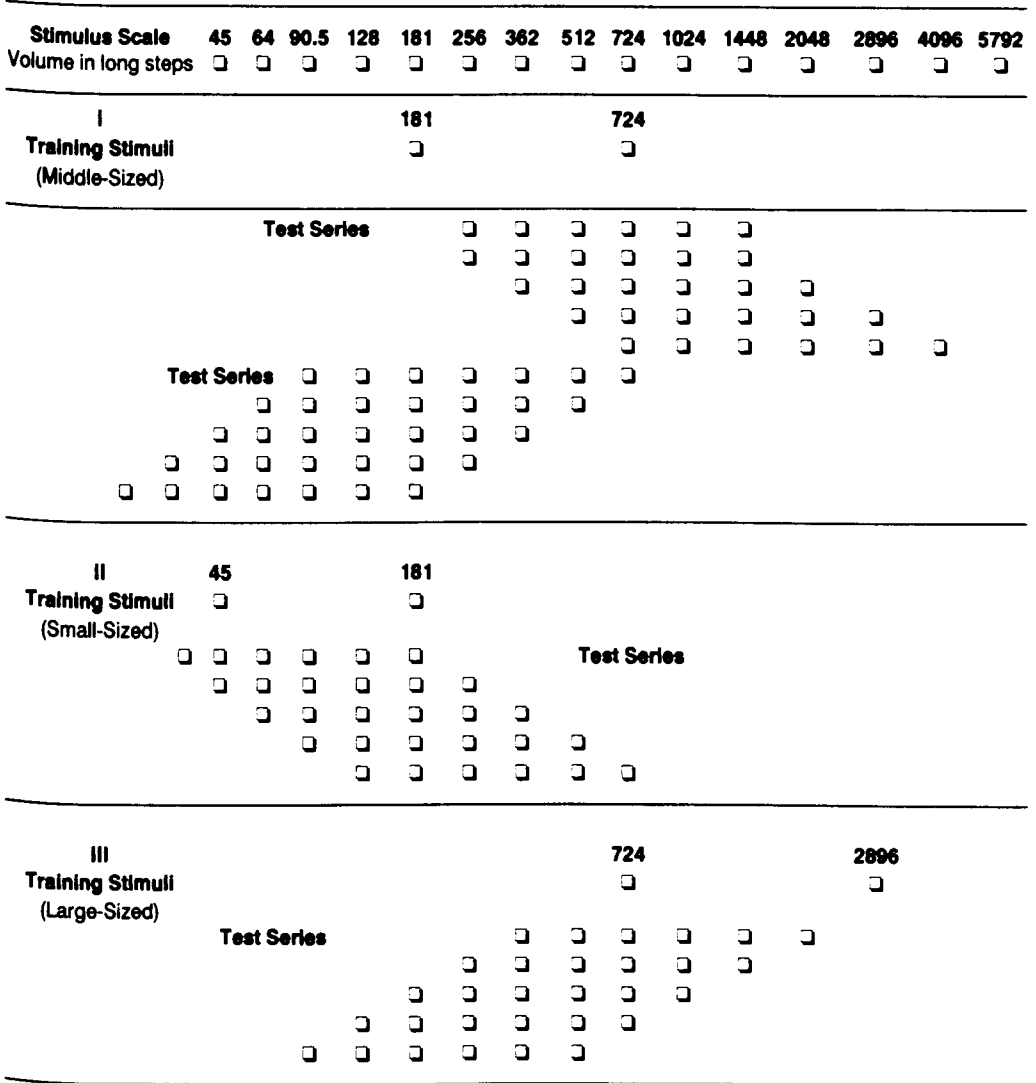 Stimulus Scale 45 64 90.5 128 181 256 362 512 724 1024 1448 2048 2896 4096 5792
Volume in long steps
I 181 724
Training Stimuli
(Middle-Sized)
Test Series
Test Series
II 45 181
Training Stimuli
(Small-Sized)
Test Series
III 724 2896
Training Stimuli
(Large-Sized)
Test Series